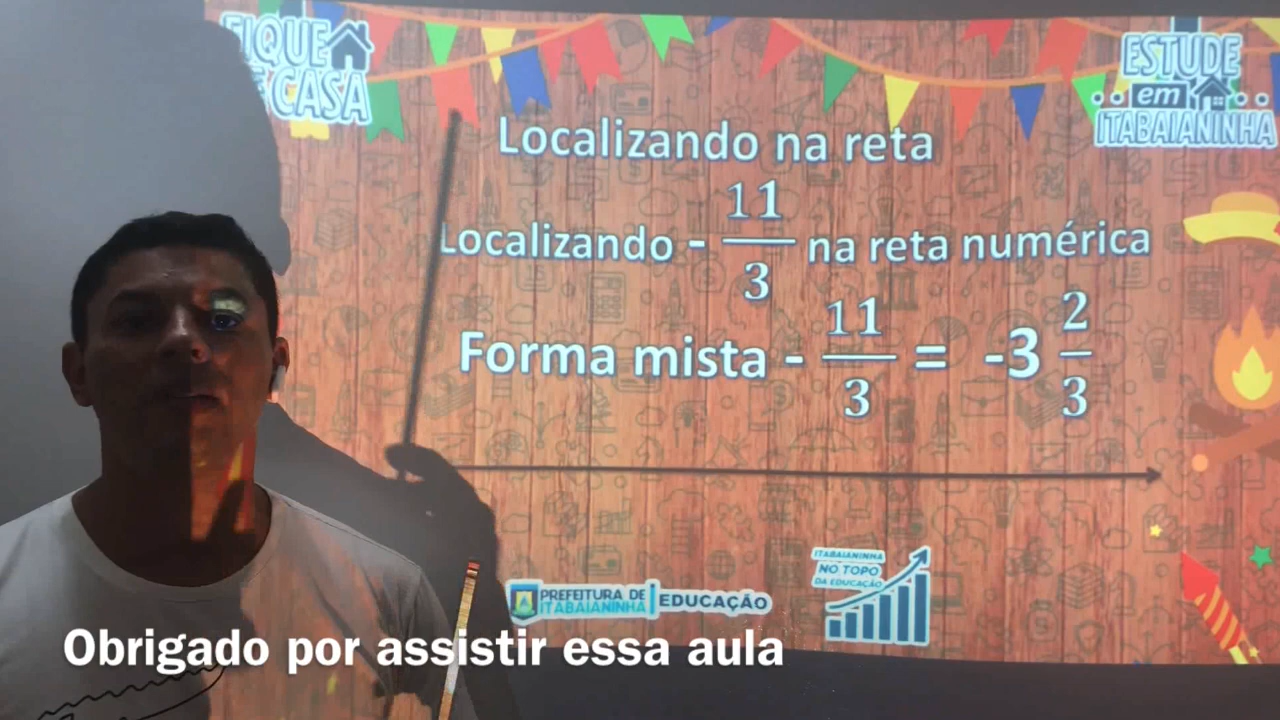 FIQUE
CASA
ESTUDE
em
ITABAIANINHA
Localizando na reta
Localizando - 11/3 na reta numérica
Forma mista - 11/3 = -3 2/3
ITABAIANINHA
NO TOPO
DA EDUCAÇÃO
PREFEITURA DE
ITABAIANINHA
EDUCAÇÃO
Obrigado por assistir essa aula